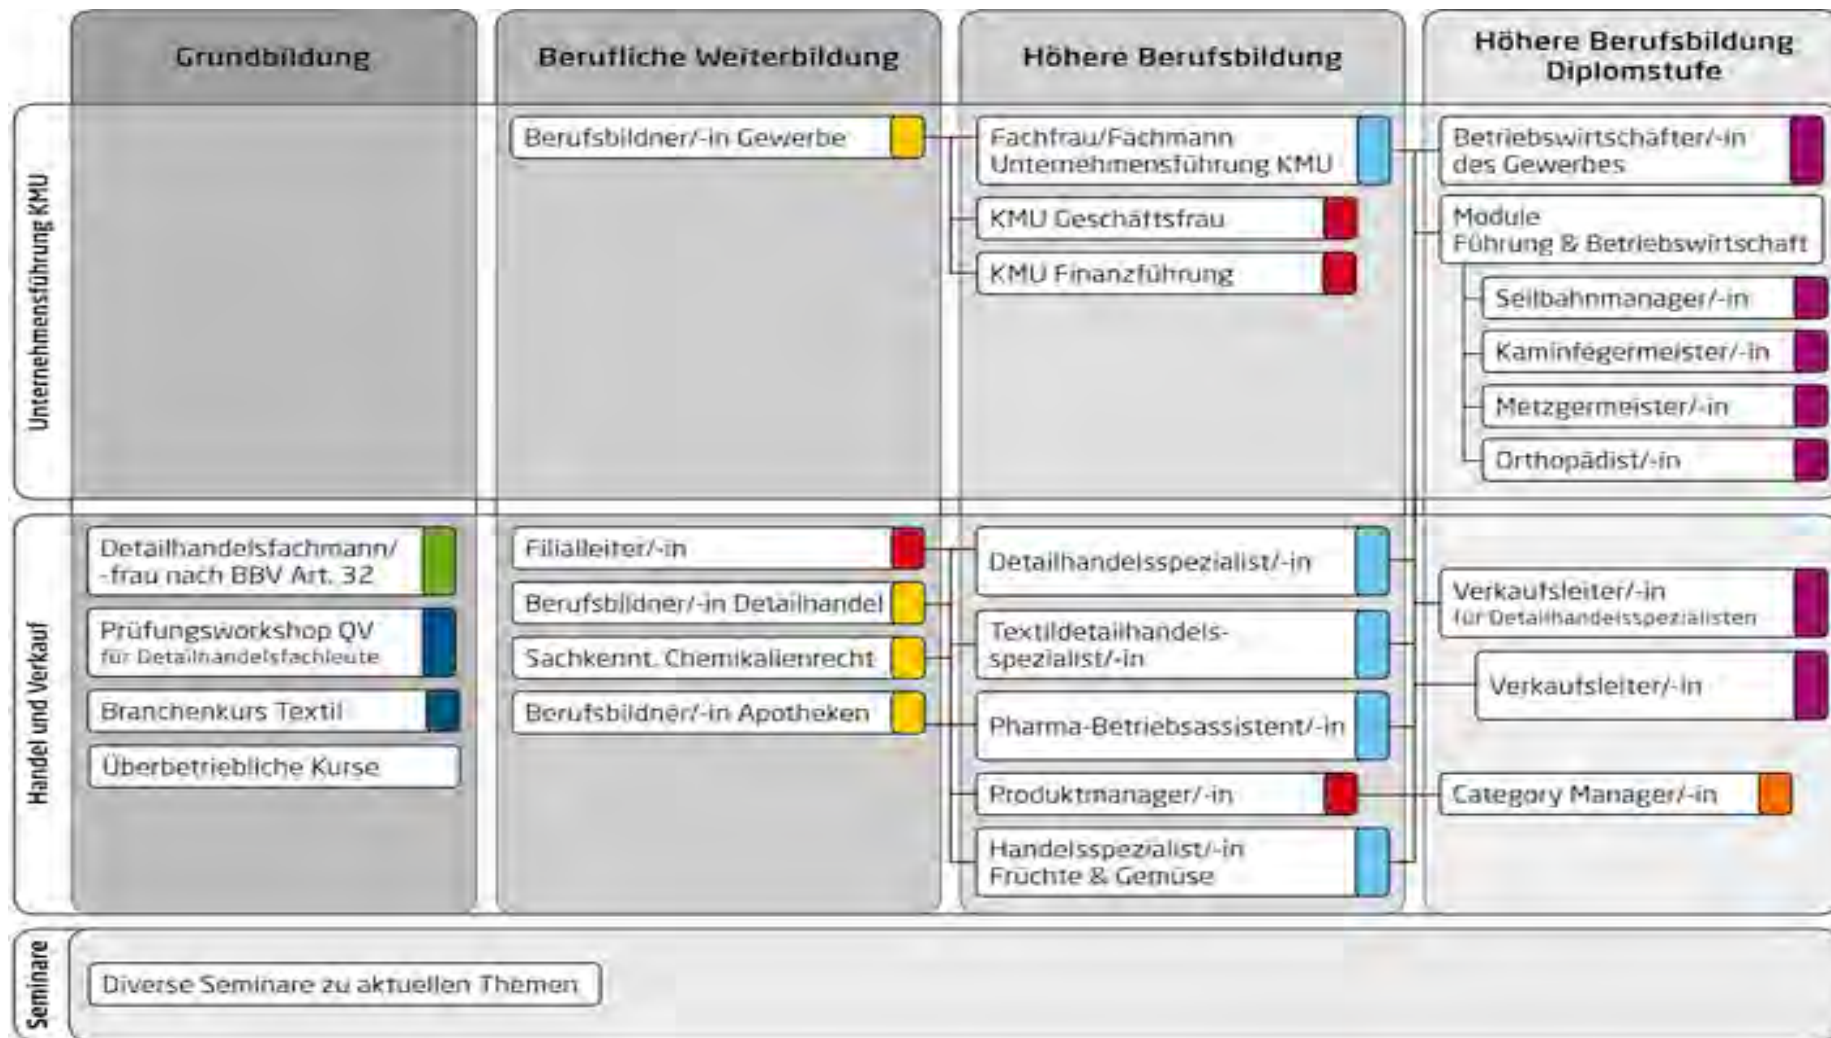 Grundbildung
Berufliche Weiterbildung
Höhere Berufsbildung
Höhere Berufsbildung
Diplomstufe
Unternehmensführung KMU
Berufsbildner/-in Gewerbe
Fachfrau/Fachmann
Unternehmensführung KMU
KMU Geschäftsfrau
KMU Finanzführung
Betriebswirtschafter/-in
des Gewerbes
Module
Führung & Betriebswirtschaft
Seilbahnmanager/-in
Kaminfegermeister/-in
Metzgermeister/-in
Orthopädist/-in
Handel und Verkauf
Detailhandelsfachmann/
-frau nach BBV Art. 32
Prüfungsworkshop QV
für Detailhandelsfachleute
Branchenkurs Textil
Überbetriebliche Kurse
Filialleiter/-in
Berufsbildner/-in Detailhandel
Sachkennt. Chemikalienrecht
Berufsbildner/-in Apotheken
Detailhandelsspezialist/-in
Textildetailhandels-
spezialist/-in
Pharma-Betriebsassistent/-in
Produktmanager/-in
Handelsspezialist/-in
Früchte & Gemüse
Verkaufsleiter/-in
für Detailhandelsspezialisten
Verkaufsleiter/-in
Category Manager/-in
Seminare
Diverse Seminare zu aktuellen Themen